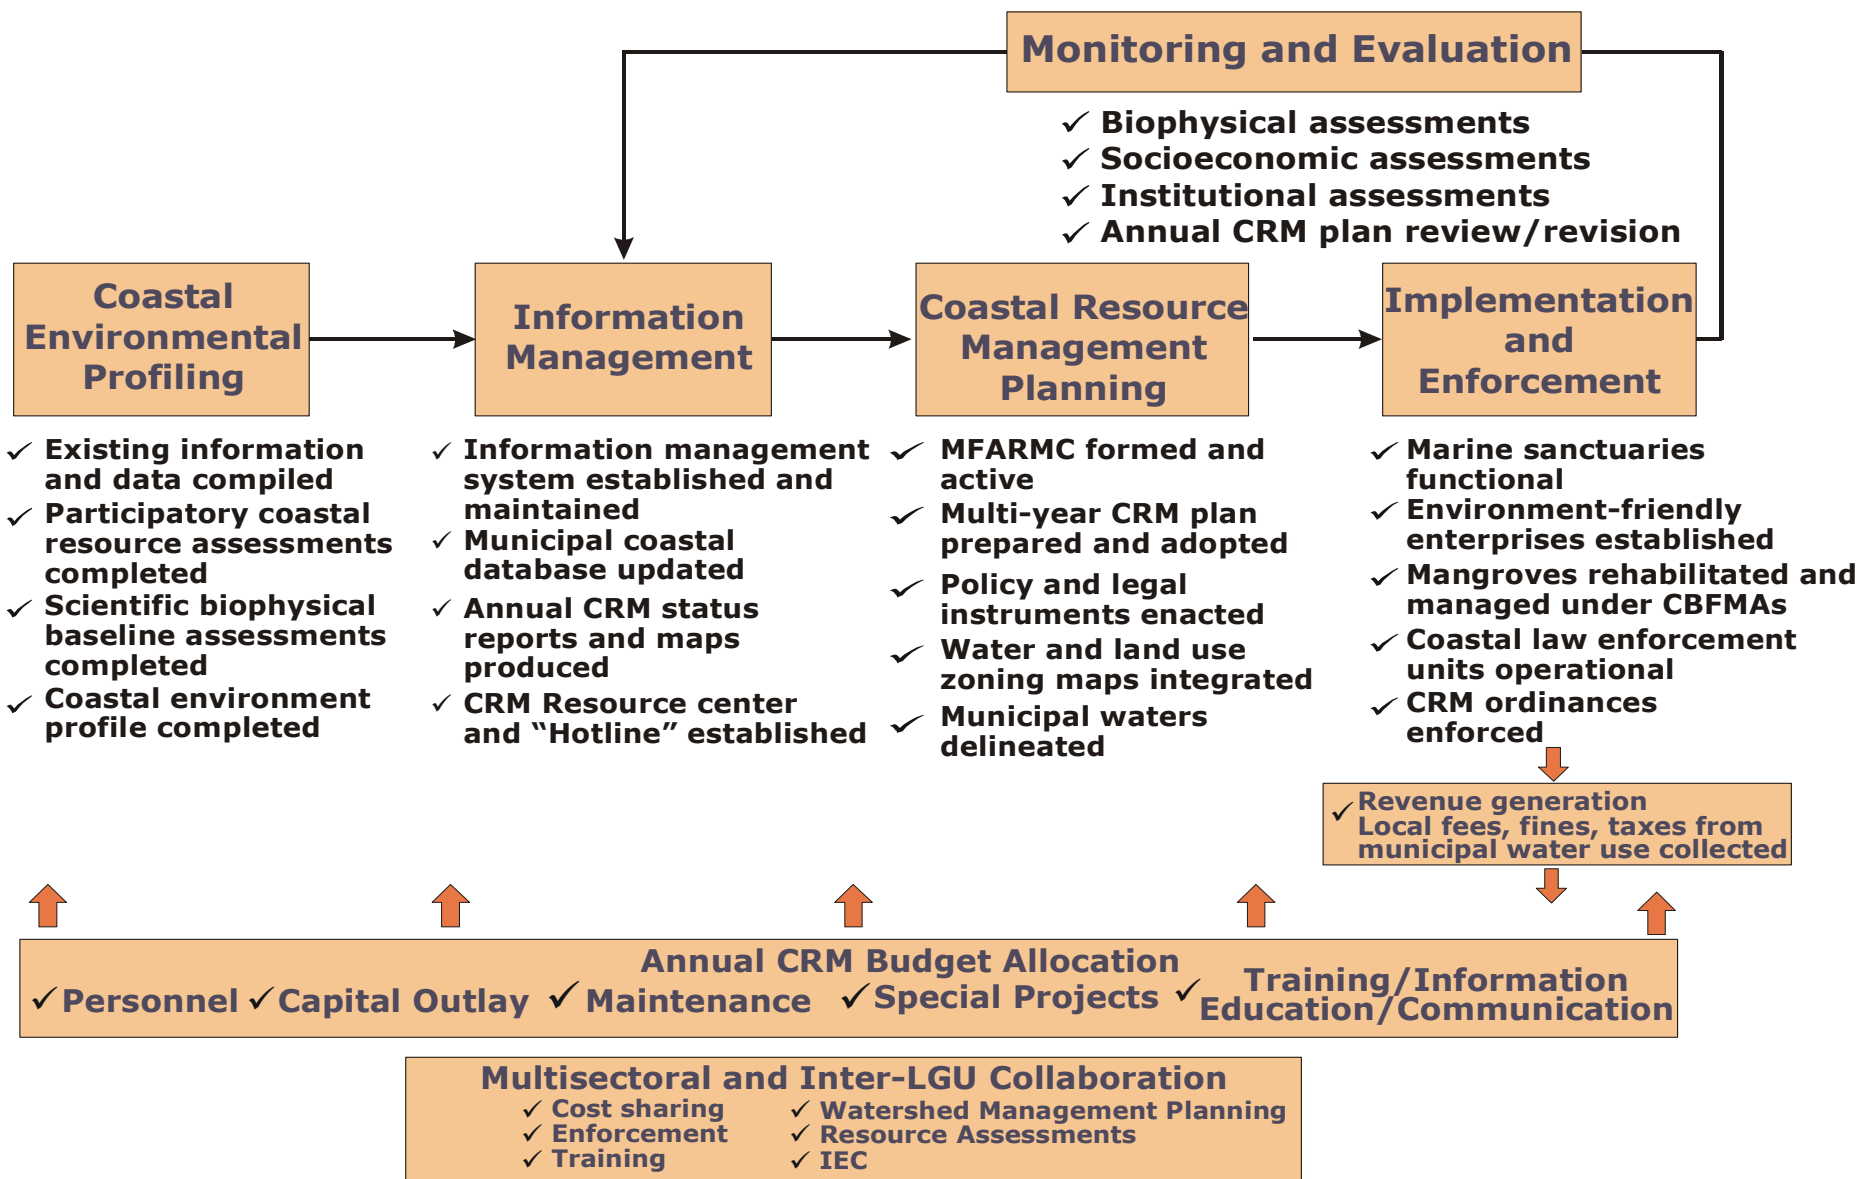 Monitoring and Evaluation
✓ Biophysical assessments
✓ Socioeconomic assessments
✓ Institutional assessments
✓ Annual CRM plan review/revision
Coastal
Environmental
Profiling
✓ Existing information
and data compiled
✓ Participatory coastal
resource assessments
completed
✓ Scientific biophysical
baseline assessments
completed
✓ Coastal environment
profile completed
Information
Management
✓ Information management
system established and
maintained
✓ Municipal coastal
database updated
✓ Annual CRM status
reports and maps
produced
✓ CRM Resource center
and “Hotline” established
Coastal Resource
Management
Planning
✓ MFARMC formed and
active
✓ Multi-year CRM plan
prepared and adopted
✓ Policy and legal
instruments enacted
✓ Water and land use
zoning maps integrated
✓ Municipal waters
delineated
Implementation
and
Enforcement
✓ Marine sanctuaries
functional
✓ Environment-friendly
enterprises established
✓ Mangroves rehabilitated and
managed under CBFMAs
✓ Coastal law enforcement
units operational
✓ CRM ordinances
enforced
✓ Revenue generation
Local fees, fines, taxes from
municipal water use collected
Annual CRM Budget Allocation
✓ Personnel ✓ Capital Outlay ✓ Maintenance ✓ Special Projects ✓ Training/Information
Education/Communication
Multisectoral and Inter-LGU Collaboration
✓ Cost sharing ✓ Watershed Management Planning
✓ Enforcement ✓ Resource Assessments
✓ Training ✓ IEC